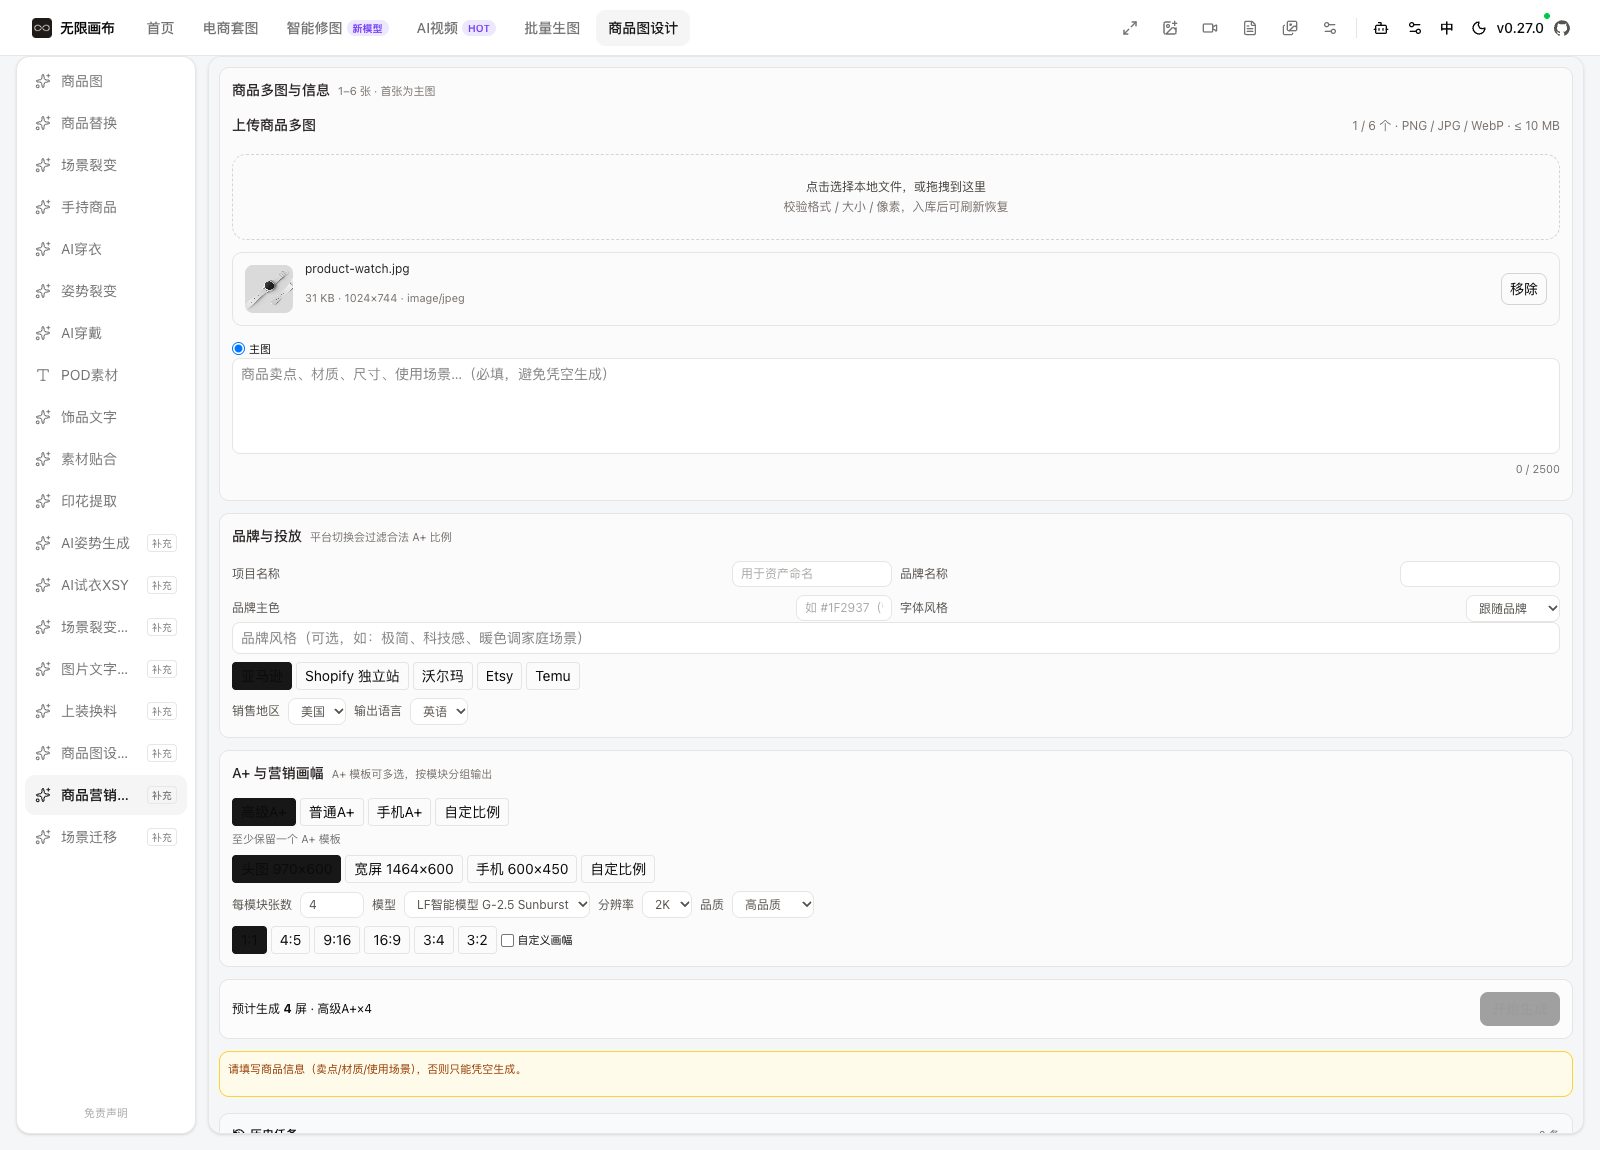 无限画布 首页 电商套图 智能修图 新模型 AI视频 HOT 批量生图 商品图设计 中 v0.27.0
商品图
商品替换
场景裂变
手持商品
AI穿衣
姿势裂变
AI穿戴
POD素材
饰品文字
素材贴合
印花提取
AI姿势生成 补充
AI试衣XSY 补充
场景裂变... 补充
图片文字... 补充
上装换料 补充
商品图设... 补充
商品营销... 补充
场景迁移 补充
免责声明
商品多图与信息 1–6 张 · 首张为主图
上传商品多图 1 / 6 个 · PNG / JPG / WebP · ≤ 10 MB
点击选择本地文件，或拖拽到这里
校验格式 / 大小 / 像素，入库后可刷新恢复
product-watch.jpg
31 KB · 1024×744 · image/jpeg
移除
主图
商品卖点、材质、尺寸、使用场景...（必填，避免凭空生成）
0 / 2500
品牌与投放 平台切换会过滤合法 A+ 比例
项目名称 用于资产命名 品牌名称
品牌主色 如 #1F2937（ 字体风格 跟随品牌
品牌风格（可选，如：极简、科技感、暖色调家庭场景）
亚马逊 Shopify 独立站 沃尔玛 Etsy Temu
销售地区 美国 输出语言 英语
A+ 与营销画幅 A+ 模板可多选，按模块分组输出
高级A+ 普通A+ 手机A+ 自定比例
至少保留一个 A+ 模板
头图 970×600 宽屏 1464×600 手机 600×450 自定比例
每模块张数 4 模型 LF智能模型 G-2.5 Sunburst 分辨率 2K 品质 高品质
1:1 4:5 9:16 16:9 3:4 3:2 自定义画幅
预计生成 4 屏 · 高级A+×4
请填写商品信息（卖点/材质/使用场景），否则只能凭空生成。
历史任务